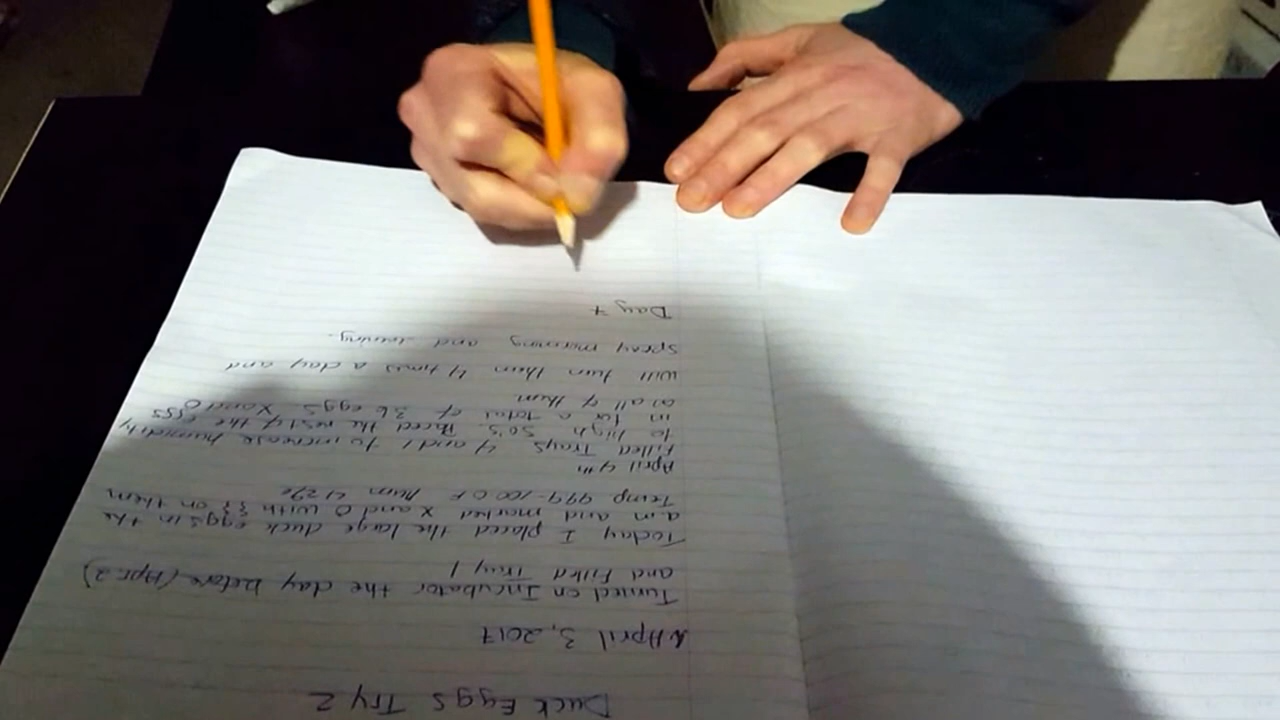 Duck Eggs Try 2
April 3, 2017
Turned on Incubator the day before (Apr 2)
and Filled Tray 1
Today I placed the large duck eggs in the
a.m and marked X and O with on them
Temp 99.9-100.0 F Hum 42%
April 4th
Filled Trays 4 and 1 to increase humidity
to high 50's. Placed the rest of the eggs
in for a total of 36 eggs X and O
on all of them
will turn them 4 times a day and
spray morning and evening.
Day 7